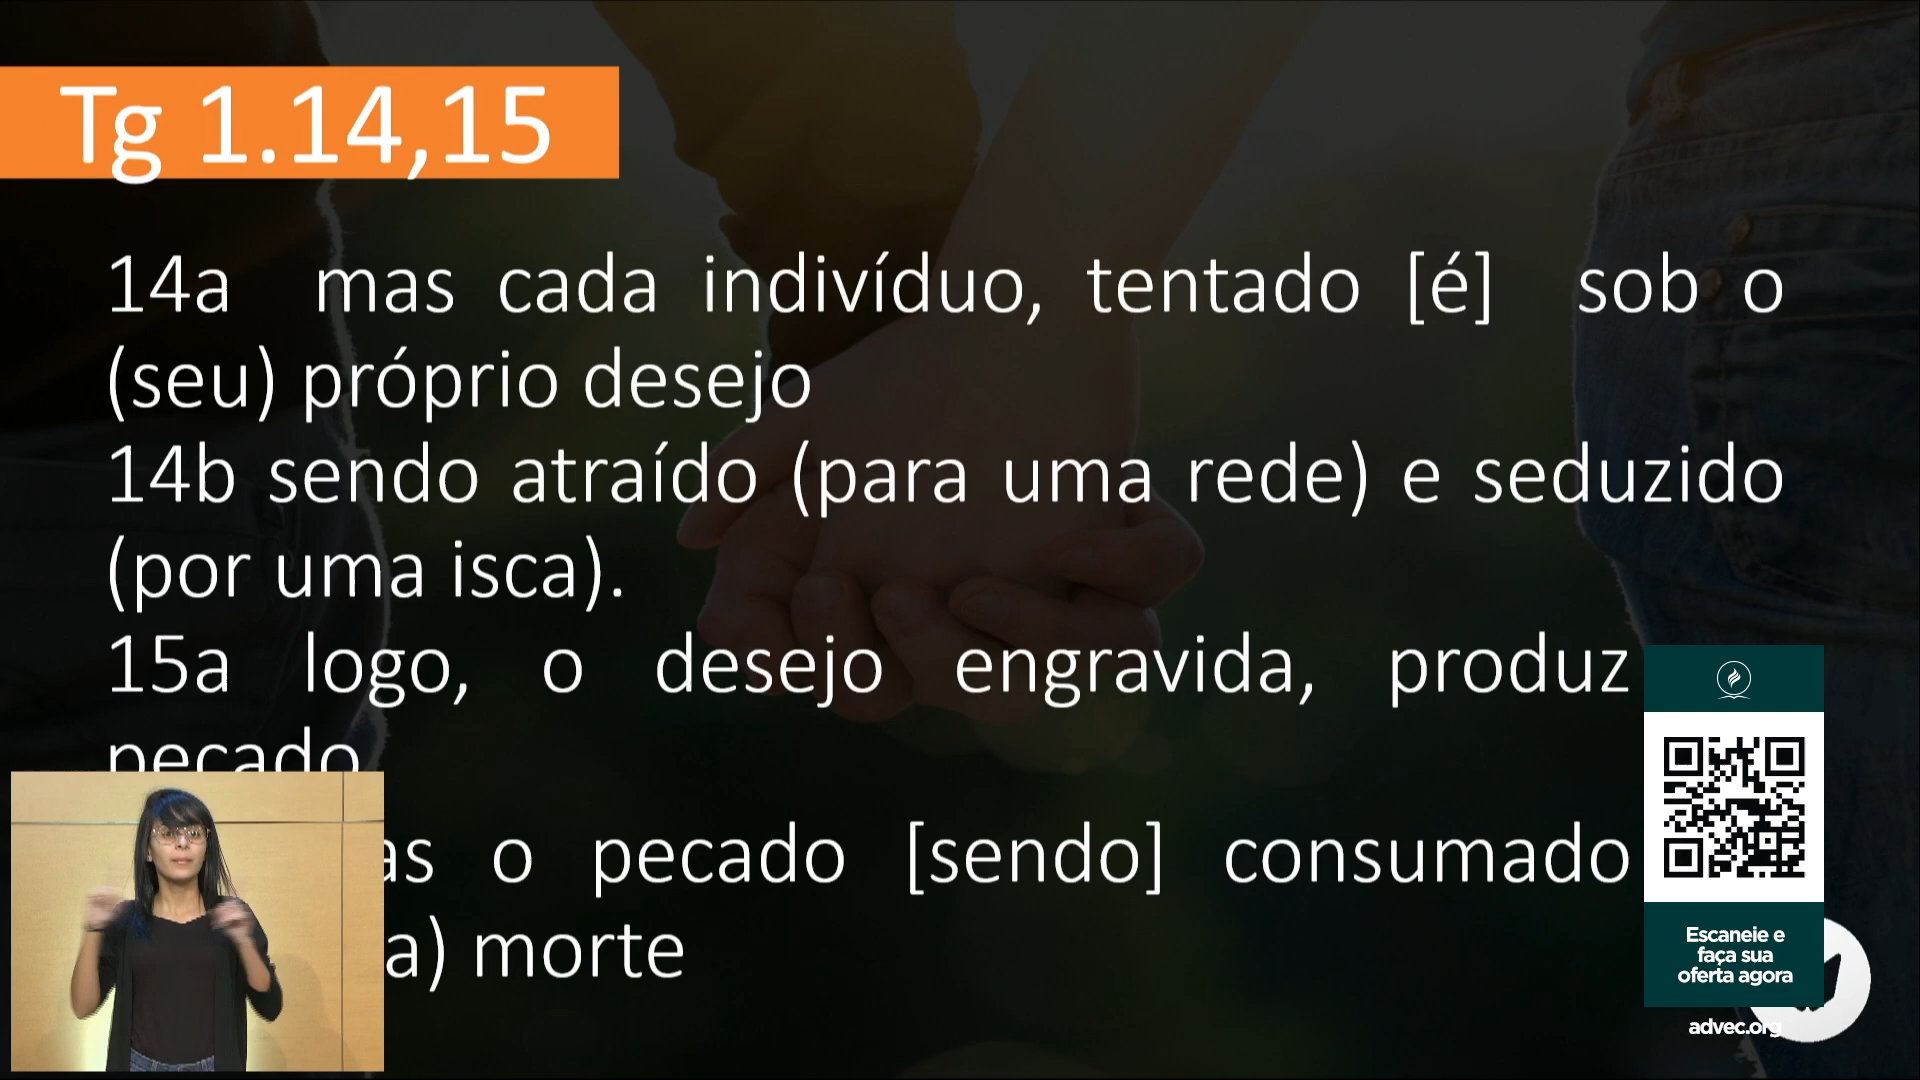 Tg 1.14,15
14a mas cada indivíduo, tentado [é] sob o
(seu) próprio desejo
14b sendo atraído (para uma rede) e seduzido
(por uma isca).
15a logo, o desejo engravida, produz
pecado
o pecado [sendo] consumado
morte
Escaneie e
faça sua
oferta agora
advec.org